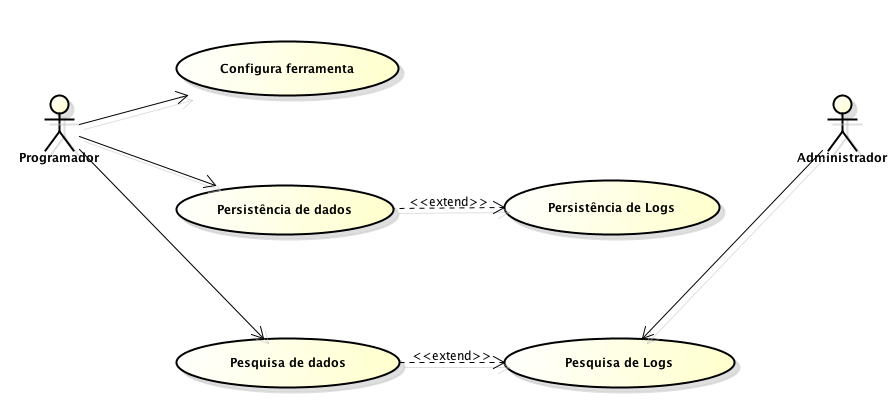 Configura ferramenta
Programador
Administrador
Persistência de dados
<<extend>>
Persistência de Logs
Pesquisa de dados
<<extend>>
Pesquisa de Logs